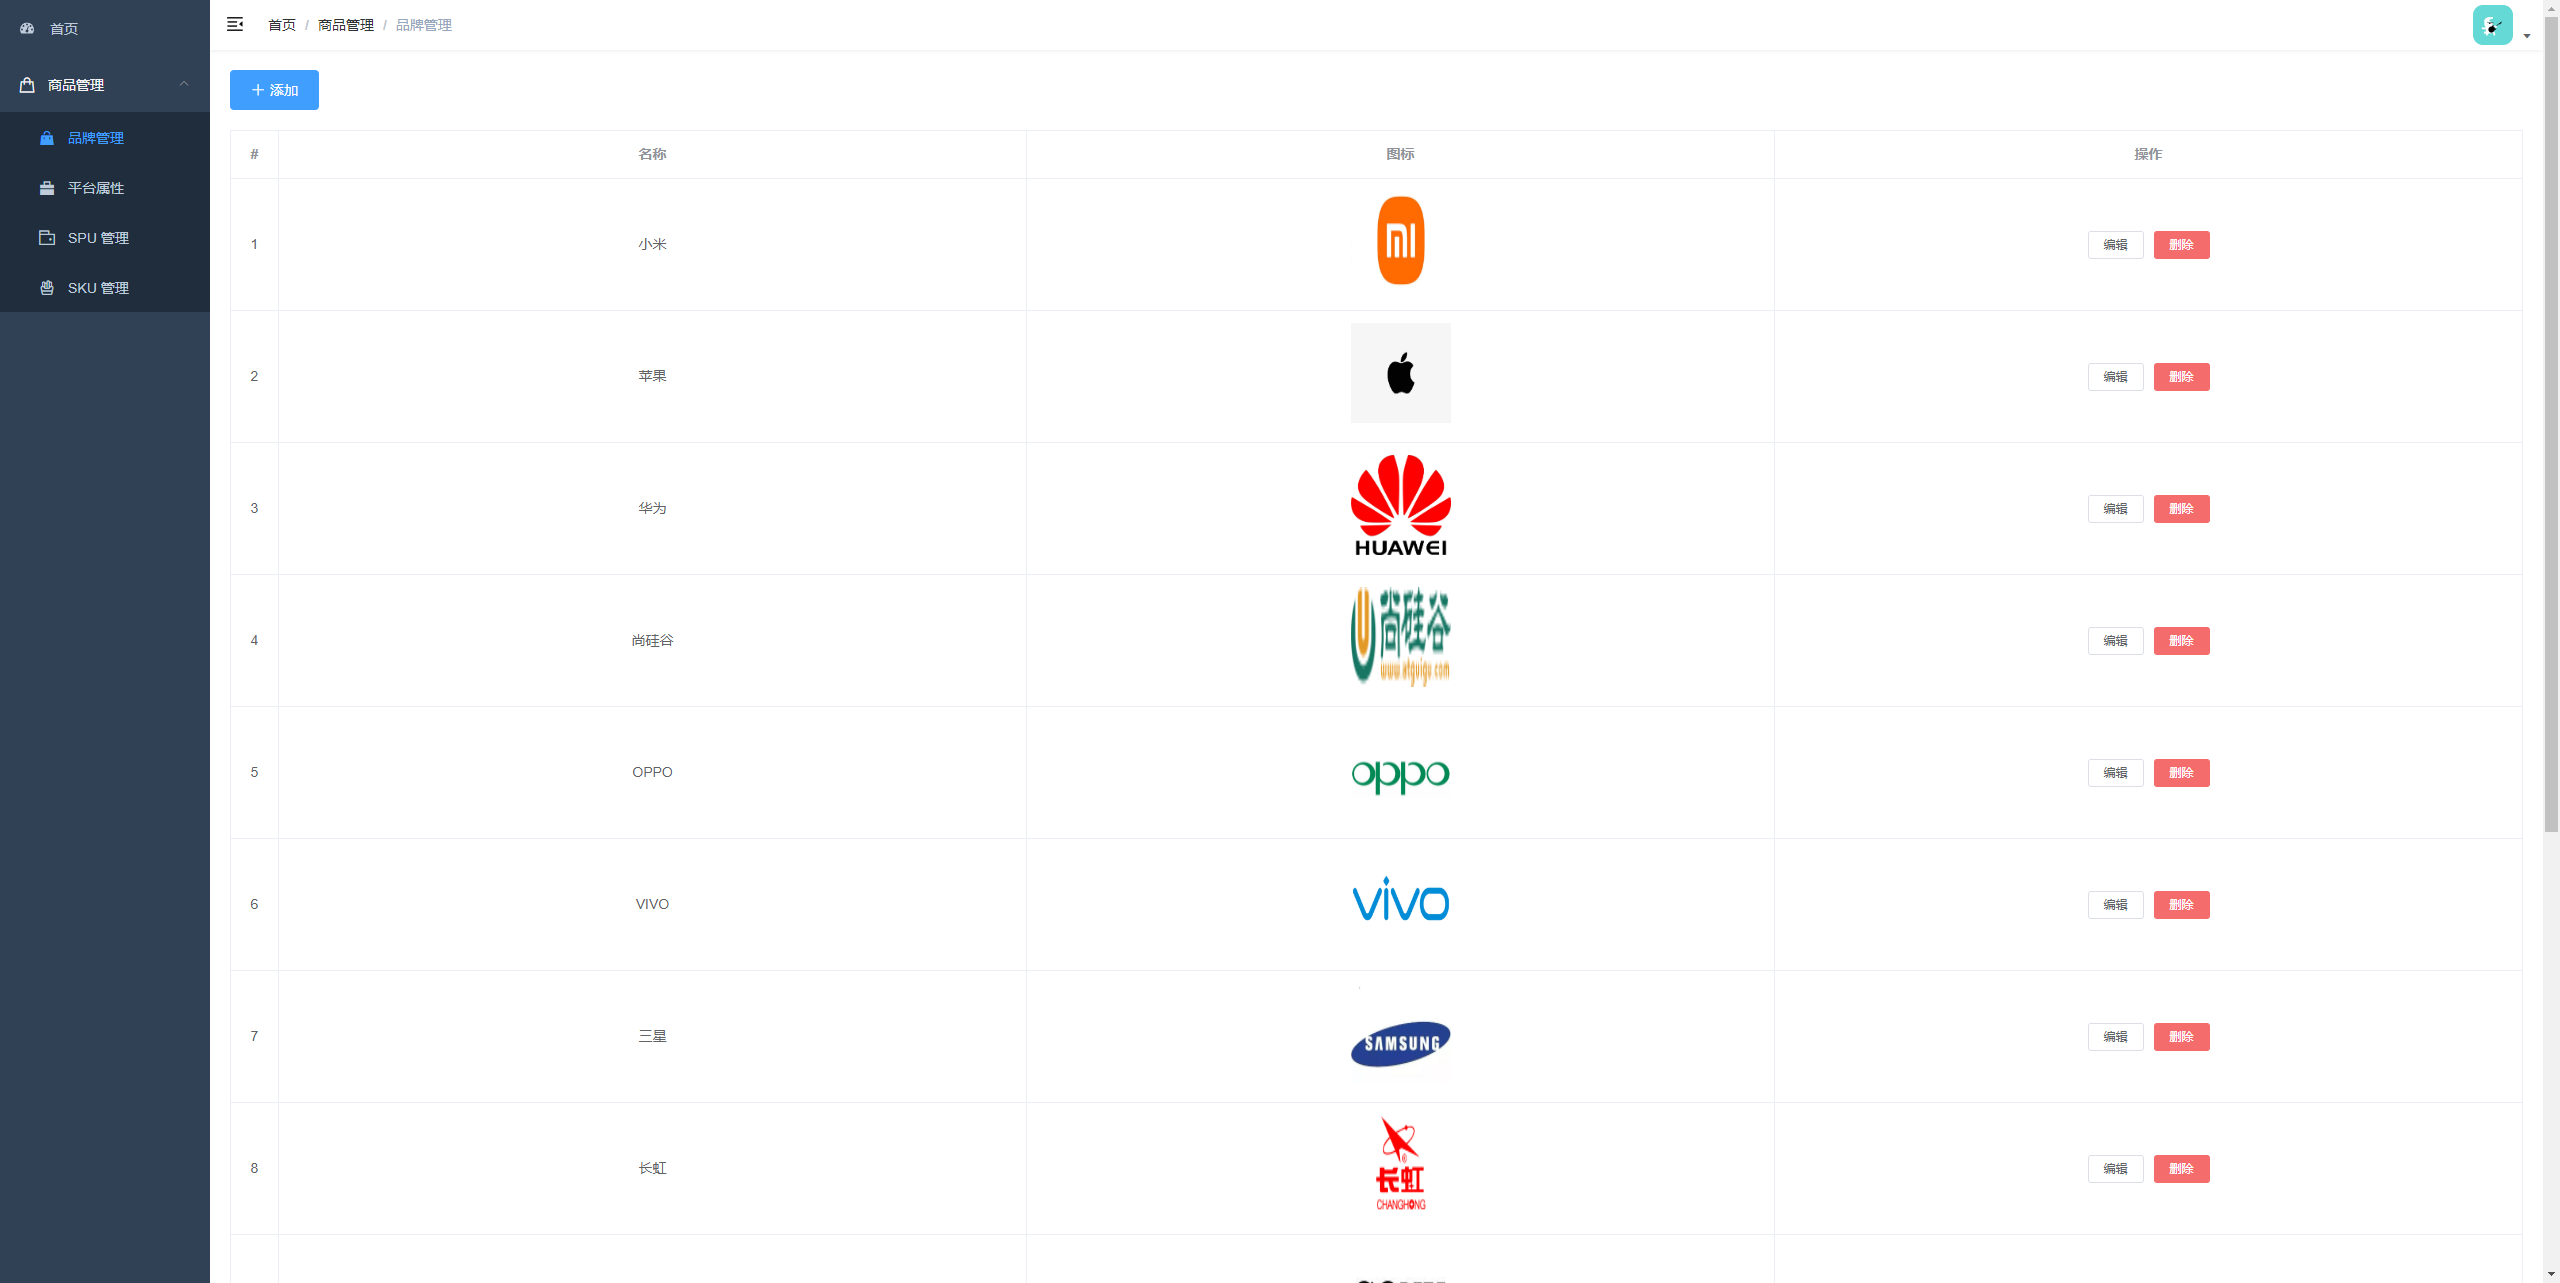 首页
商品管理
品牌管理
平台属性
SPU 管理
SKU 管理
首页 / 商品管理 / 品牌管理
添加
# 名称 图标 操作
1 小米 编辑 删除
2 苹果 编辑 删除
3 华为 HUAWEI 编辑 删除
4 尚硅谷 尚硅谷 www.atguigu.com 编辑 删除
5 OPPO oppo 编辑 删除
6 VIVO vivo 编辑 删除
7 三星 SAMSUNG 编辑 删除
8 长虹 长虹 CHANGHONG 编辑 删除